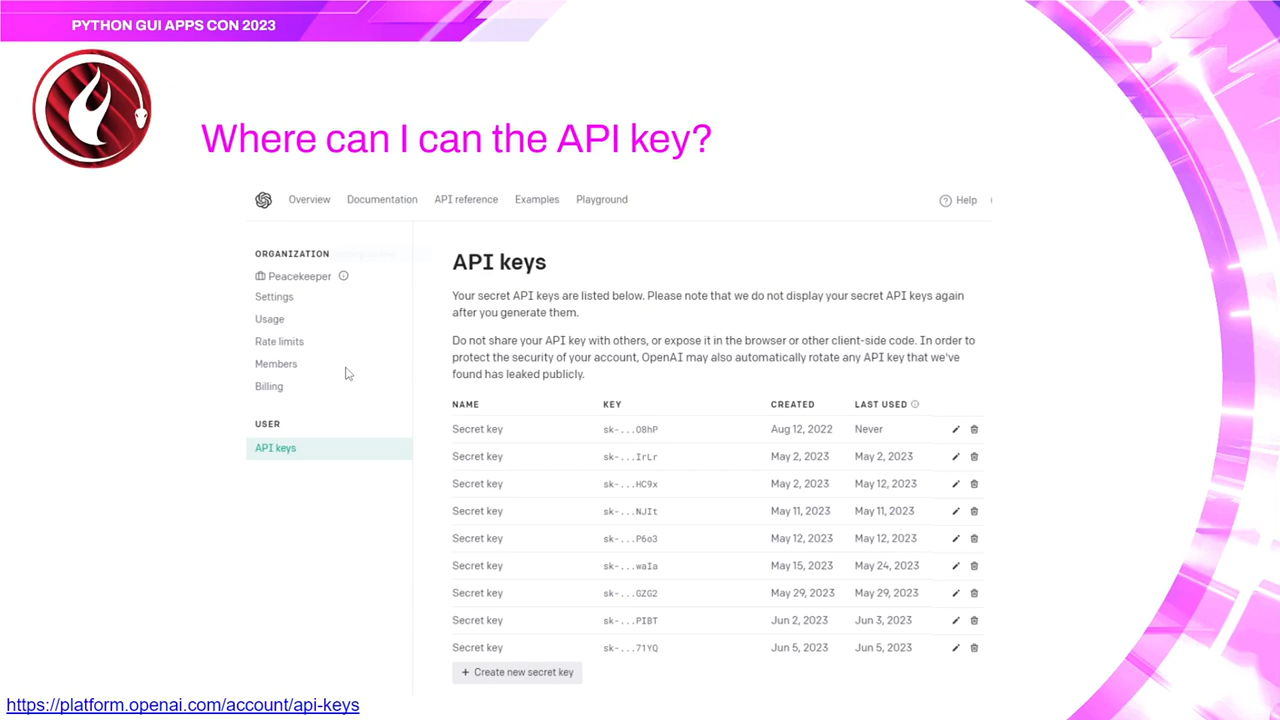 PYTHON GUI APPS CON 2023
Where can I can the API key?
Overview Documentation API reference Examples Playground Help
ORGANIZATION
Peacekeeper
Settings
Usage
Rate limits
Members
Billing
USER
API keys
API keys
Your secret API keys are listed below. Please note that we do not display your secret API keys again
after you generate them.
Do not share your API key with others, or expose it in the browser or other client-side code. In order to
protect the security of your account, OpenAI may also automatically rotate any API key that we've
found has leaked publicly.
NAME KEY CREATED LAST USED
Secret key sk-...O8hP Aug 12, 2022 Never
Secret key sk-...IrLr May 2, 2023 May 2, 2023
Secret key sk-...HC9x May 2, 2023 May 12, 2023
Secret key sk-...NJIt May 11, 2023 May 11, 2023
Secret key sk-...P6o3 May 12, 2023 May 12, 2023
Secret key sk-...waIa May 15, 2023 May 24, 2023
Secret key sk-...GZG2 May 29, 2023 May 29, 2023
Secret key sk-...PIBT Jun 2, 2023 Jun 3, 2023
Secret key sk-...71YQ Jun 5, 2023 Jun 5, 2023
+ Create new secret key
https://platform.openai.com/account/api-keys